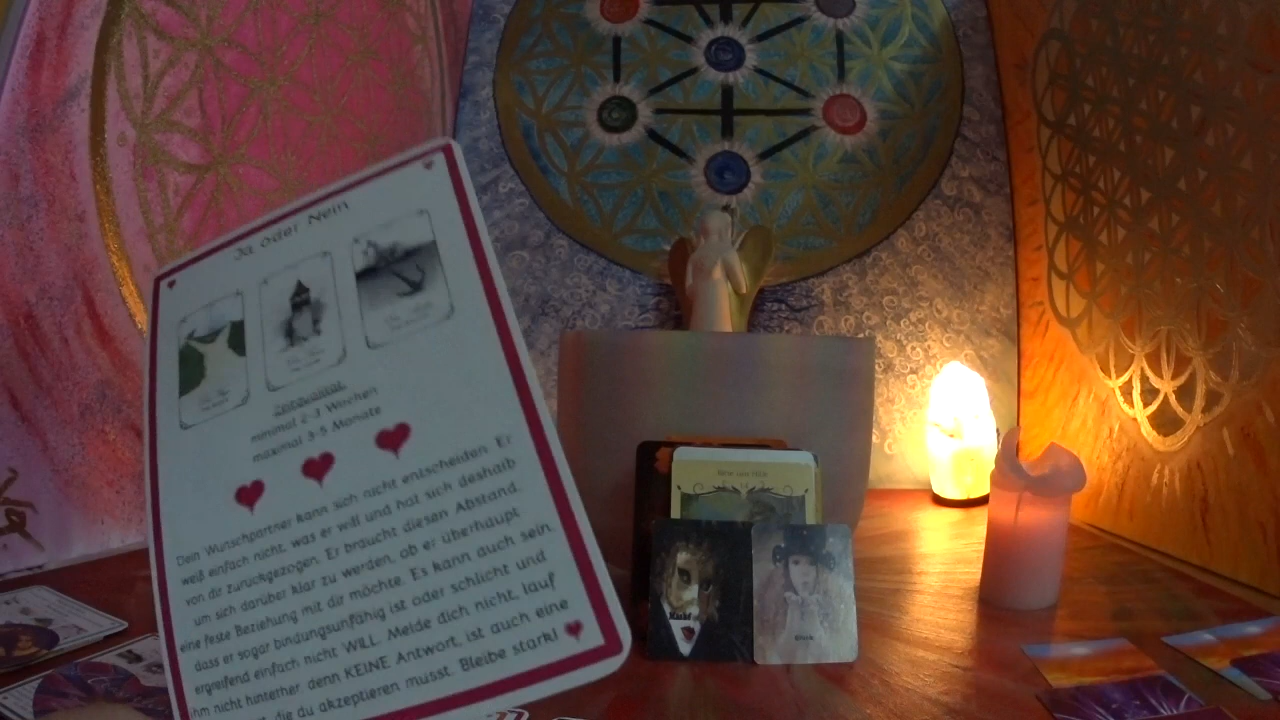 Ja oder Nein
Zeitqualität
minimal 2-3 Wochen
maximal 3-5 Monate
Dein Wunschpartner kann sich nicht entscheiden. Er
weiß einfach nicht, was er will und hat sich deshalb
von dir zurückgezogen. Er braucht diesen Abstand,
um sich darüber klar zu werden, ob er überhaupt
eine feste Beziehung mit dir möchte. Es kann auch sein,
dass er sogar bindungsunfähig ist oder schlicht und
ergreifend einfach nicht WILL. Melde dich nicht, lauf
ihm nicht hinterher, denn KEINE Antwort, ist auch eine
die du akzeptieren musst. Bleibe stark!